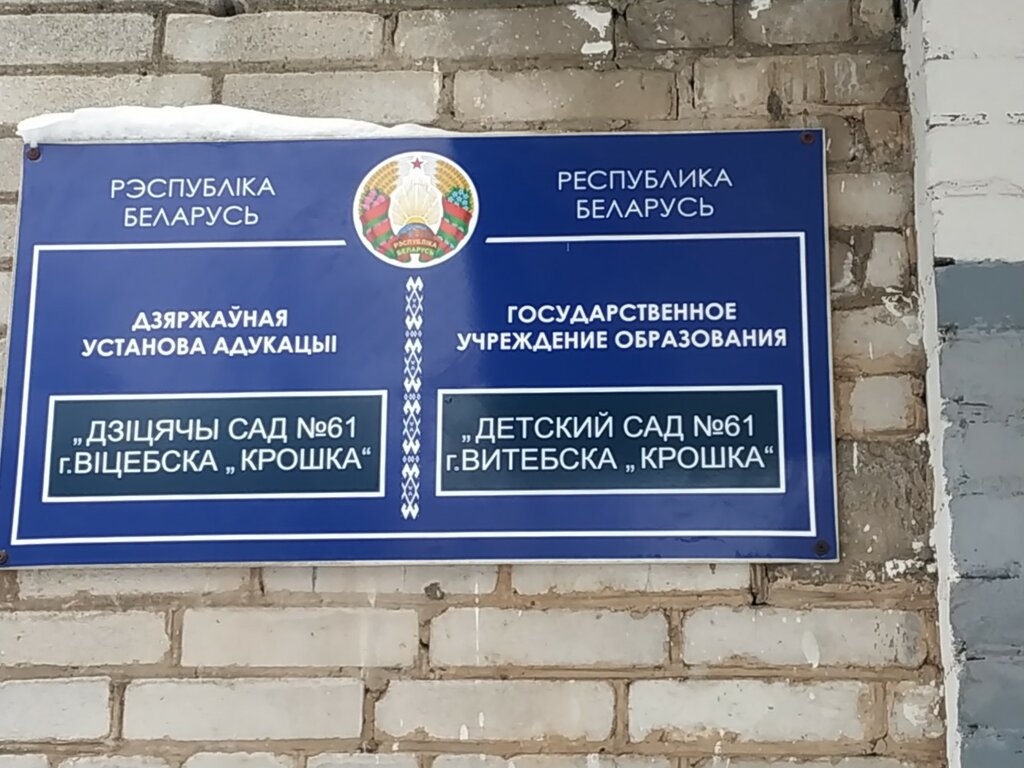 РЭСПУБЛІКА
БЕЛАРУСЬ
РЭСПУБЛІКА
БЕЛАРУСЬ
РЕСПУБЛИКА
БЕЛАРУСЬ
ДЗЯРЖАЎНАЯ
УСТАНОВА АДУКАЦЫІ
„ДЗІЦЯЧЫ САД №61
г.ВІЦЕБСКА „КРОШКА“
ГОСУДАРСТВЕННОЕ
УЧРЕЖДЕНИЕ ОБРАЗОВАНИЯ
„ДЕТСКИЙ САД №61
г.ВИТЕБСКА „КРОШКА“